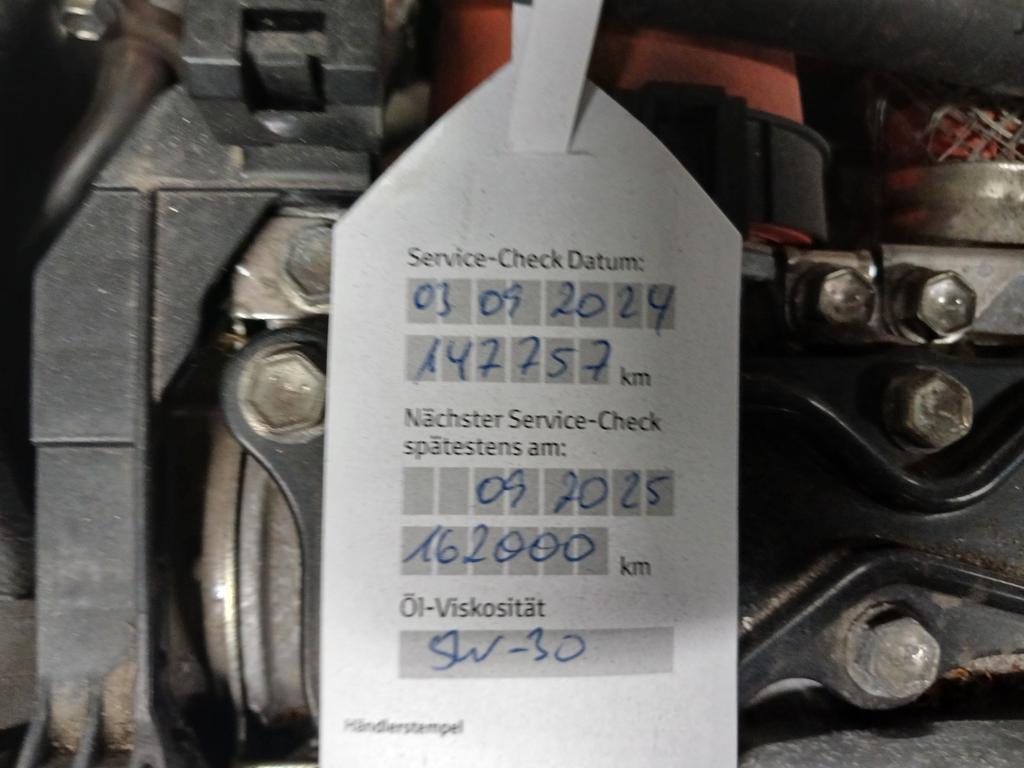 Service-Check Datum:
03 09 2024
147757 km
Nächster Service-Check
spätestens am:
09 2025
162000 km
Öl-Viskosität
5W-30
Händlerstempel